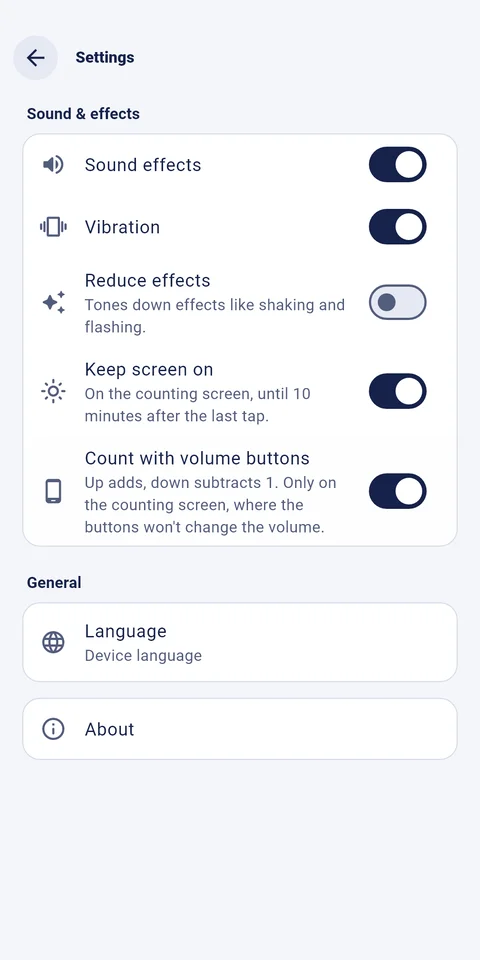 Settings
Sound & effects
Sound effects
Vibration
Reduce effects
Tones down effects like shaking and
flashing.
Keep screen on
On the counting screen, until 10
minutes after the last tap.
Count with volume buttons
Up adds, down subtracts 1. Only on
the counting screen, where the
buttons won't change the volume.
General
Language
Device language
About